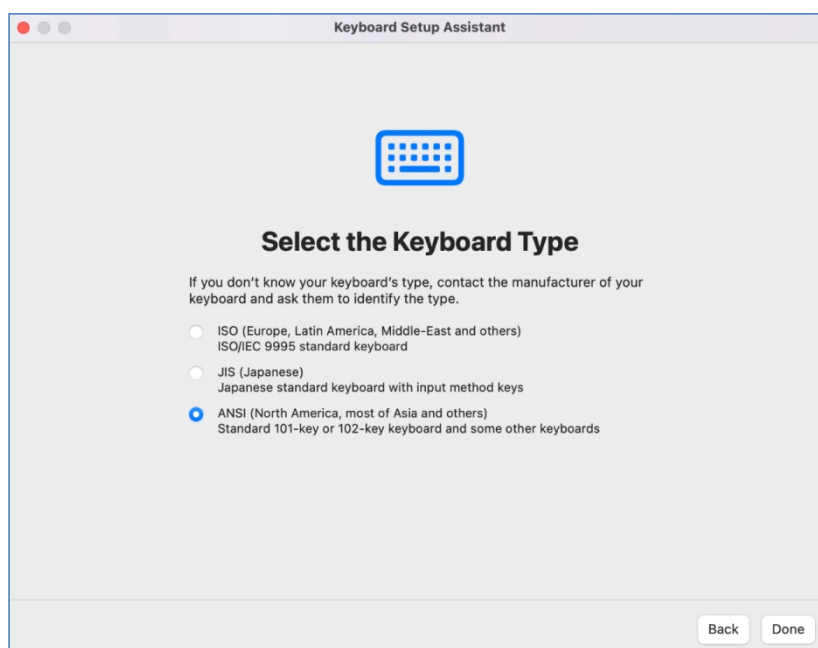 Keyboard Setup Assistant
Select the Keyboard Type
If you don’t know your keyboard’s type, contact the manufacturer of your
keyboard and ask them to identify the type.
ISO (Europe, Latin America, Middle-East and others)
ISO/IEC 9995 standard keyboard
JIS (Japanese)
Japanese standard keyboard with input method keys
ANSI (North America, most of Asia and others)
Standard 101-key or 102-key keyboard and some other keyboards
Back Done